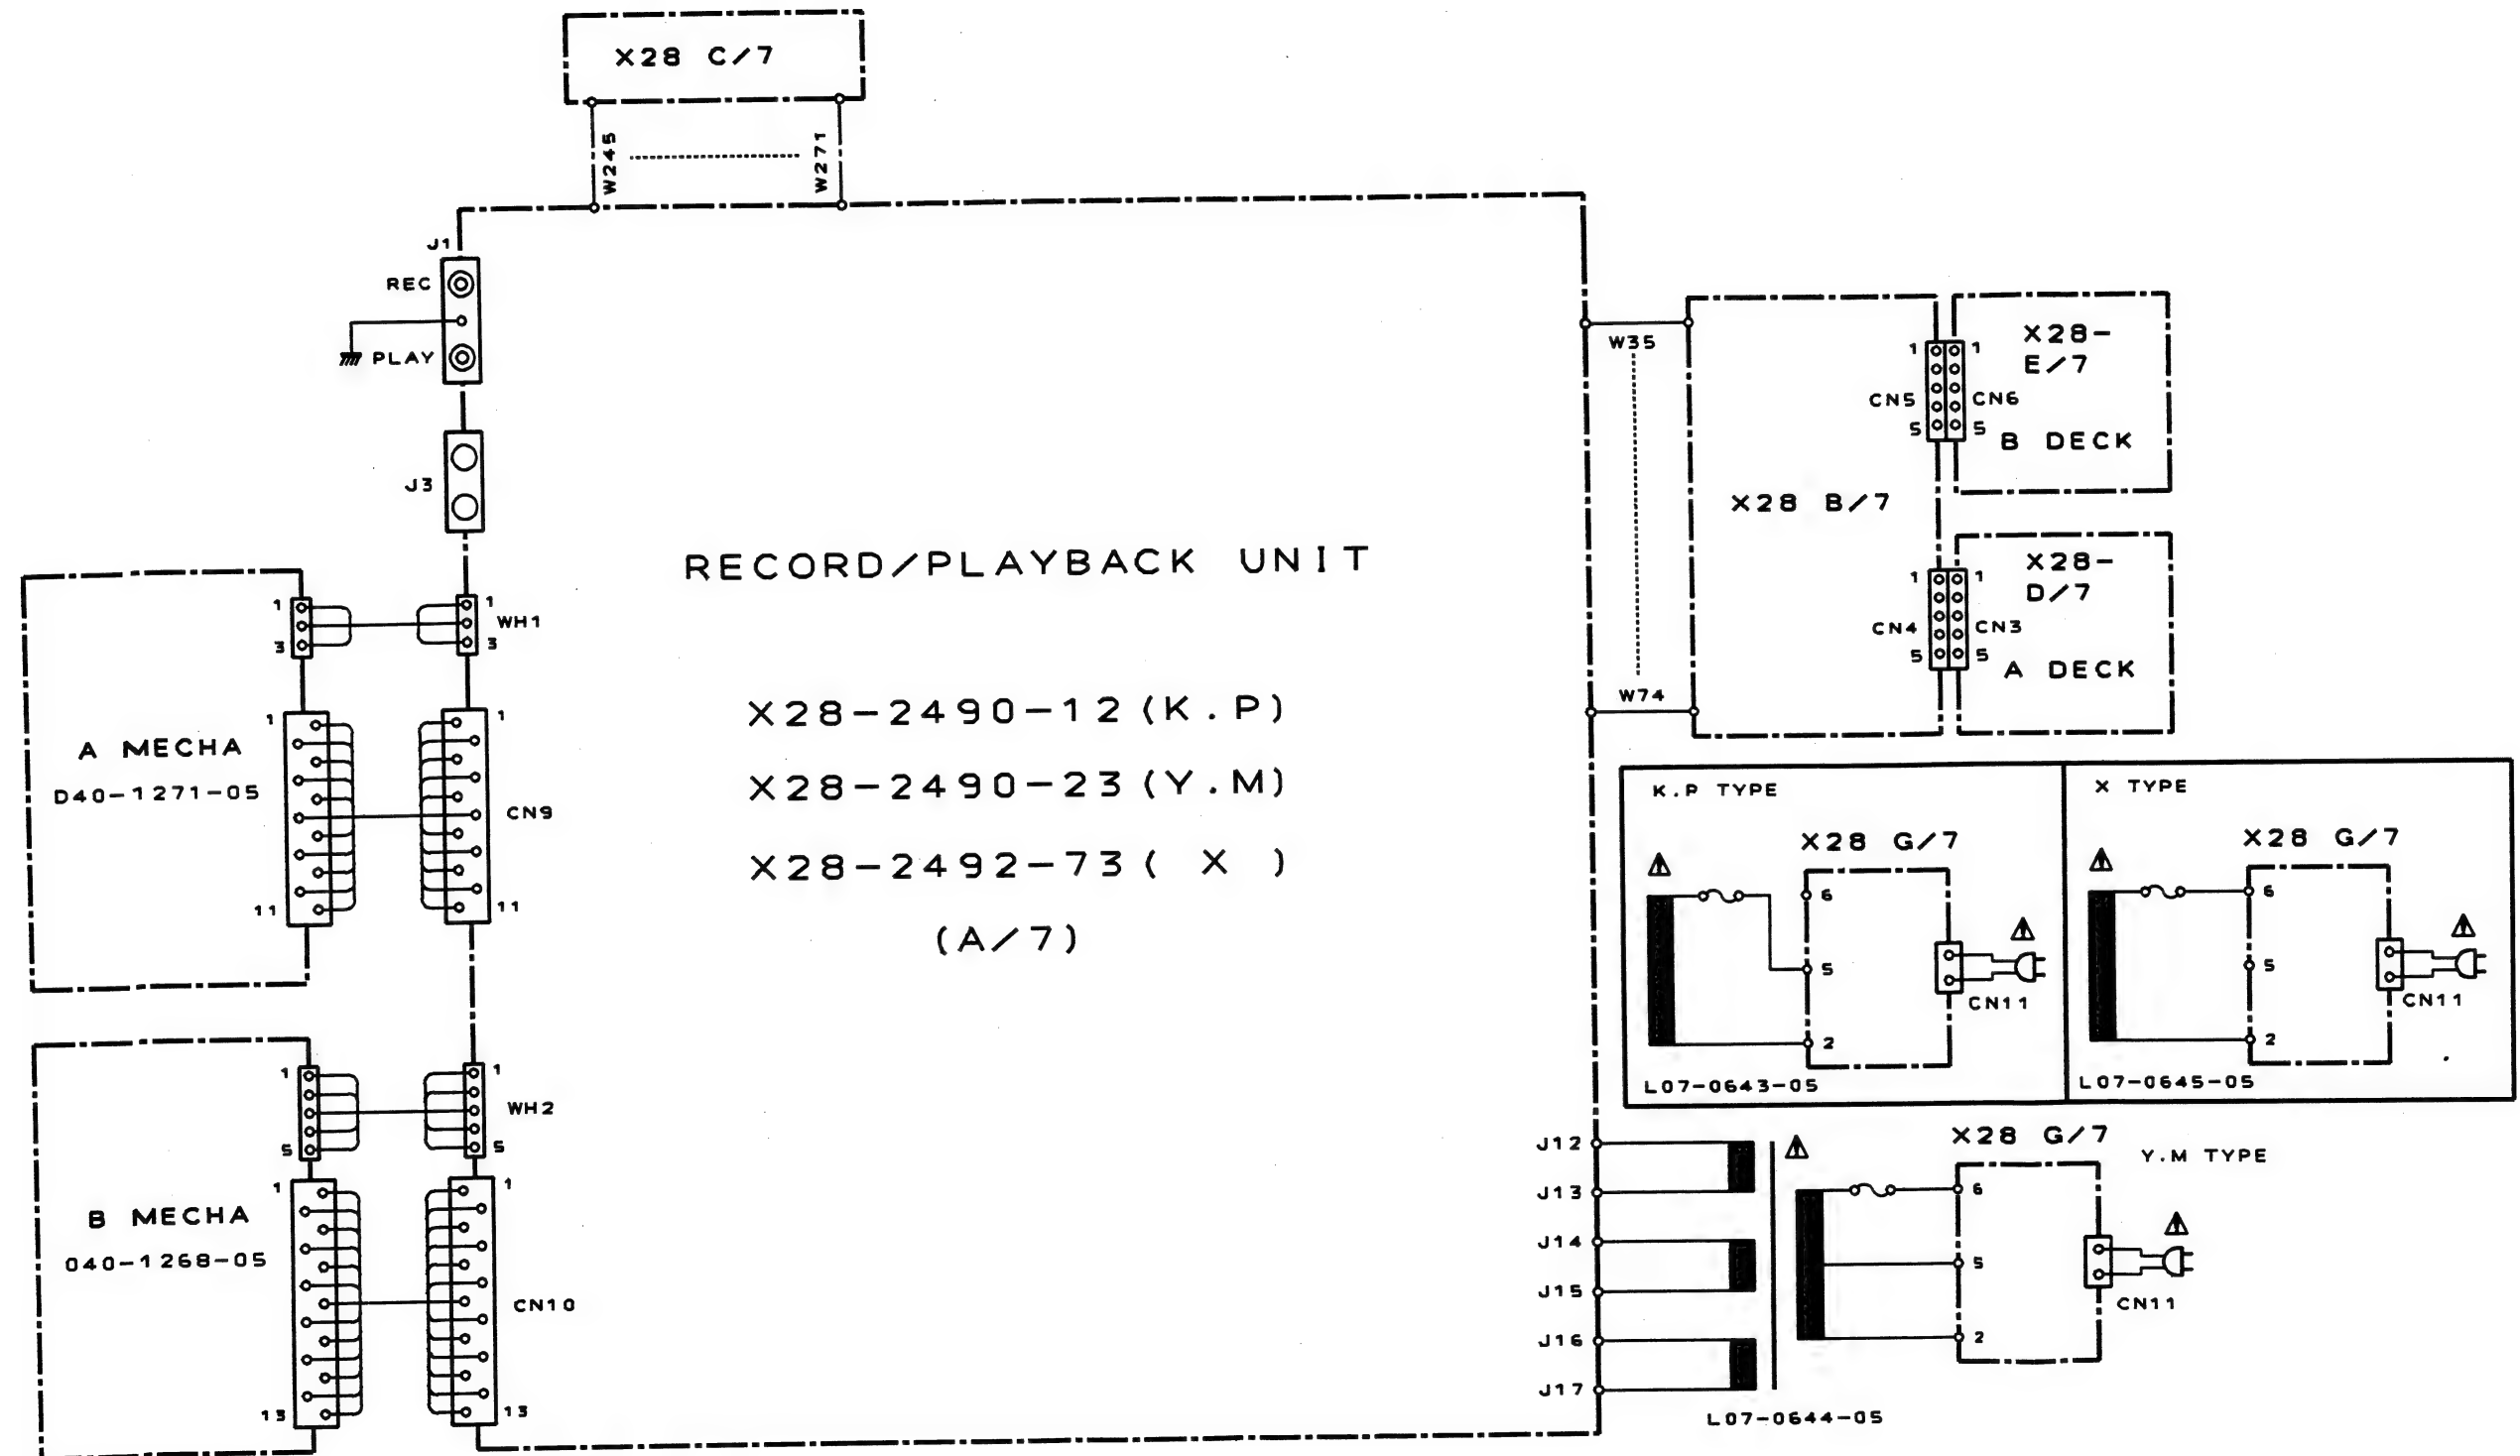 X28 C/7
W245
W271
J1
REC
PLAY
J3
RECORD/PLAYBACK UNIT
X28-2490-12(K.P)
X28-2490-23(Y.M)
X28-2492-73( X )
(A/7)
1
3
1
3
WH1
A MECHA
D40-1271-05
1
11
1
11
CN9
1
5
1
5
WH2
B MECHA
040-1268-05
1
13
1
13
CN10
W35
W74
X28 B/7
1
5
CN5
1
5
CN6
X28-
E/7
B DECK
1
5
CN4
1
5
CN3
X28-
D/7
A DECK
K.P TYPE
X28 G/7
6
5
2
CN11
L07-0643-05
X TYPE
X28 G/7
6
5
2
CN11
L07-0645-05
J12
J13
J14
J15
J16
J17
X28 G/7
Y.M TYPE
6
5
2
CN11
L07-0644-05